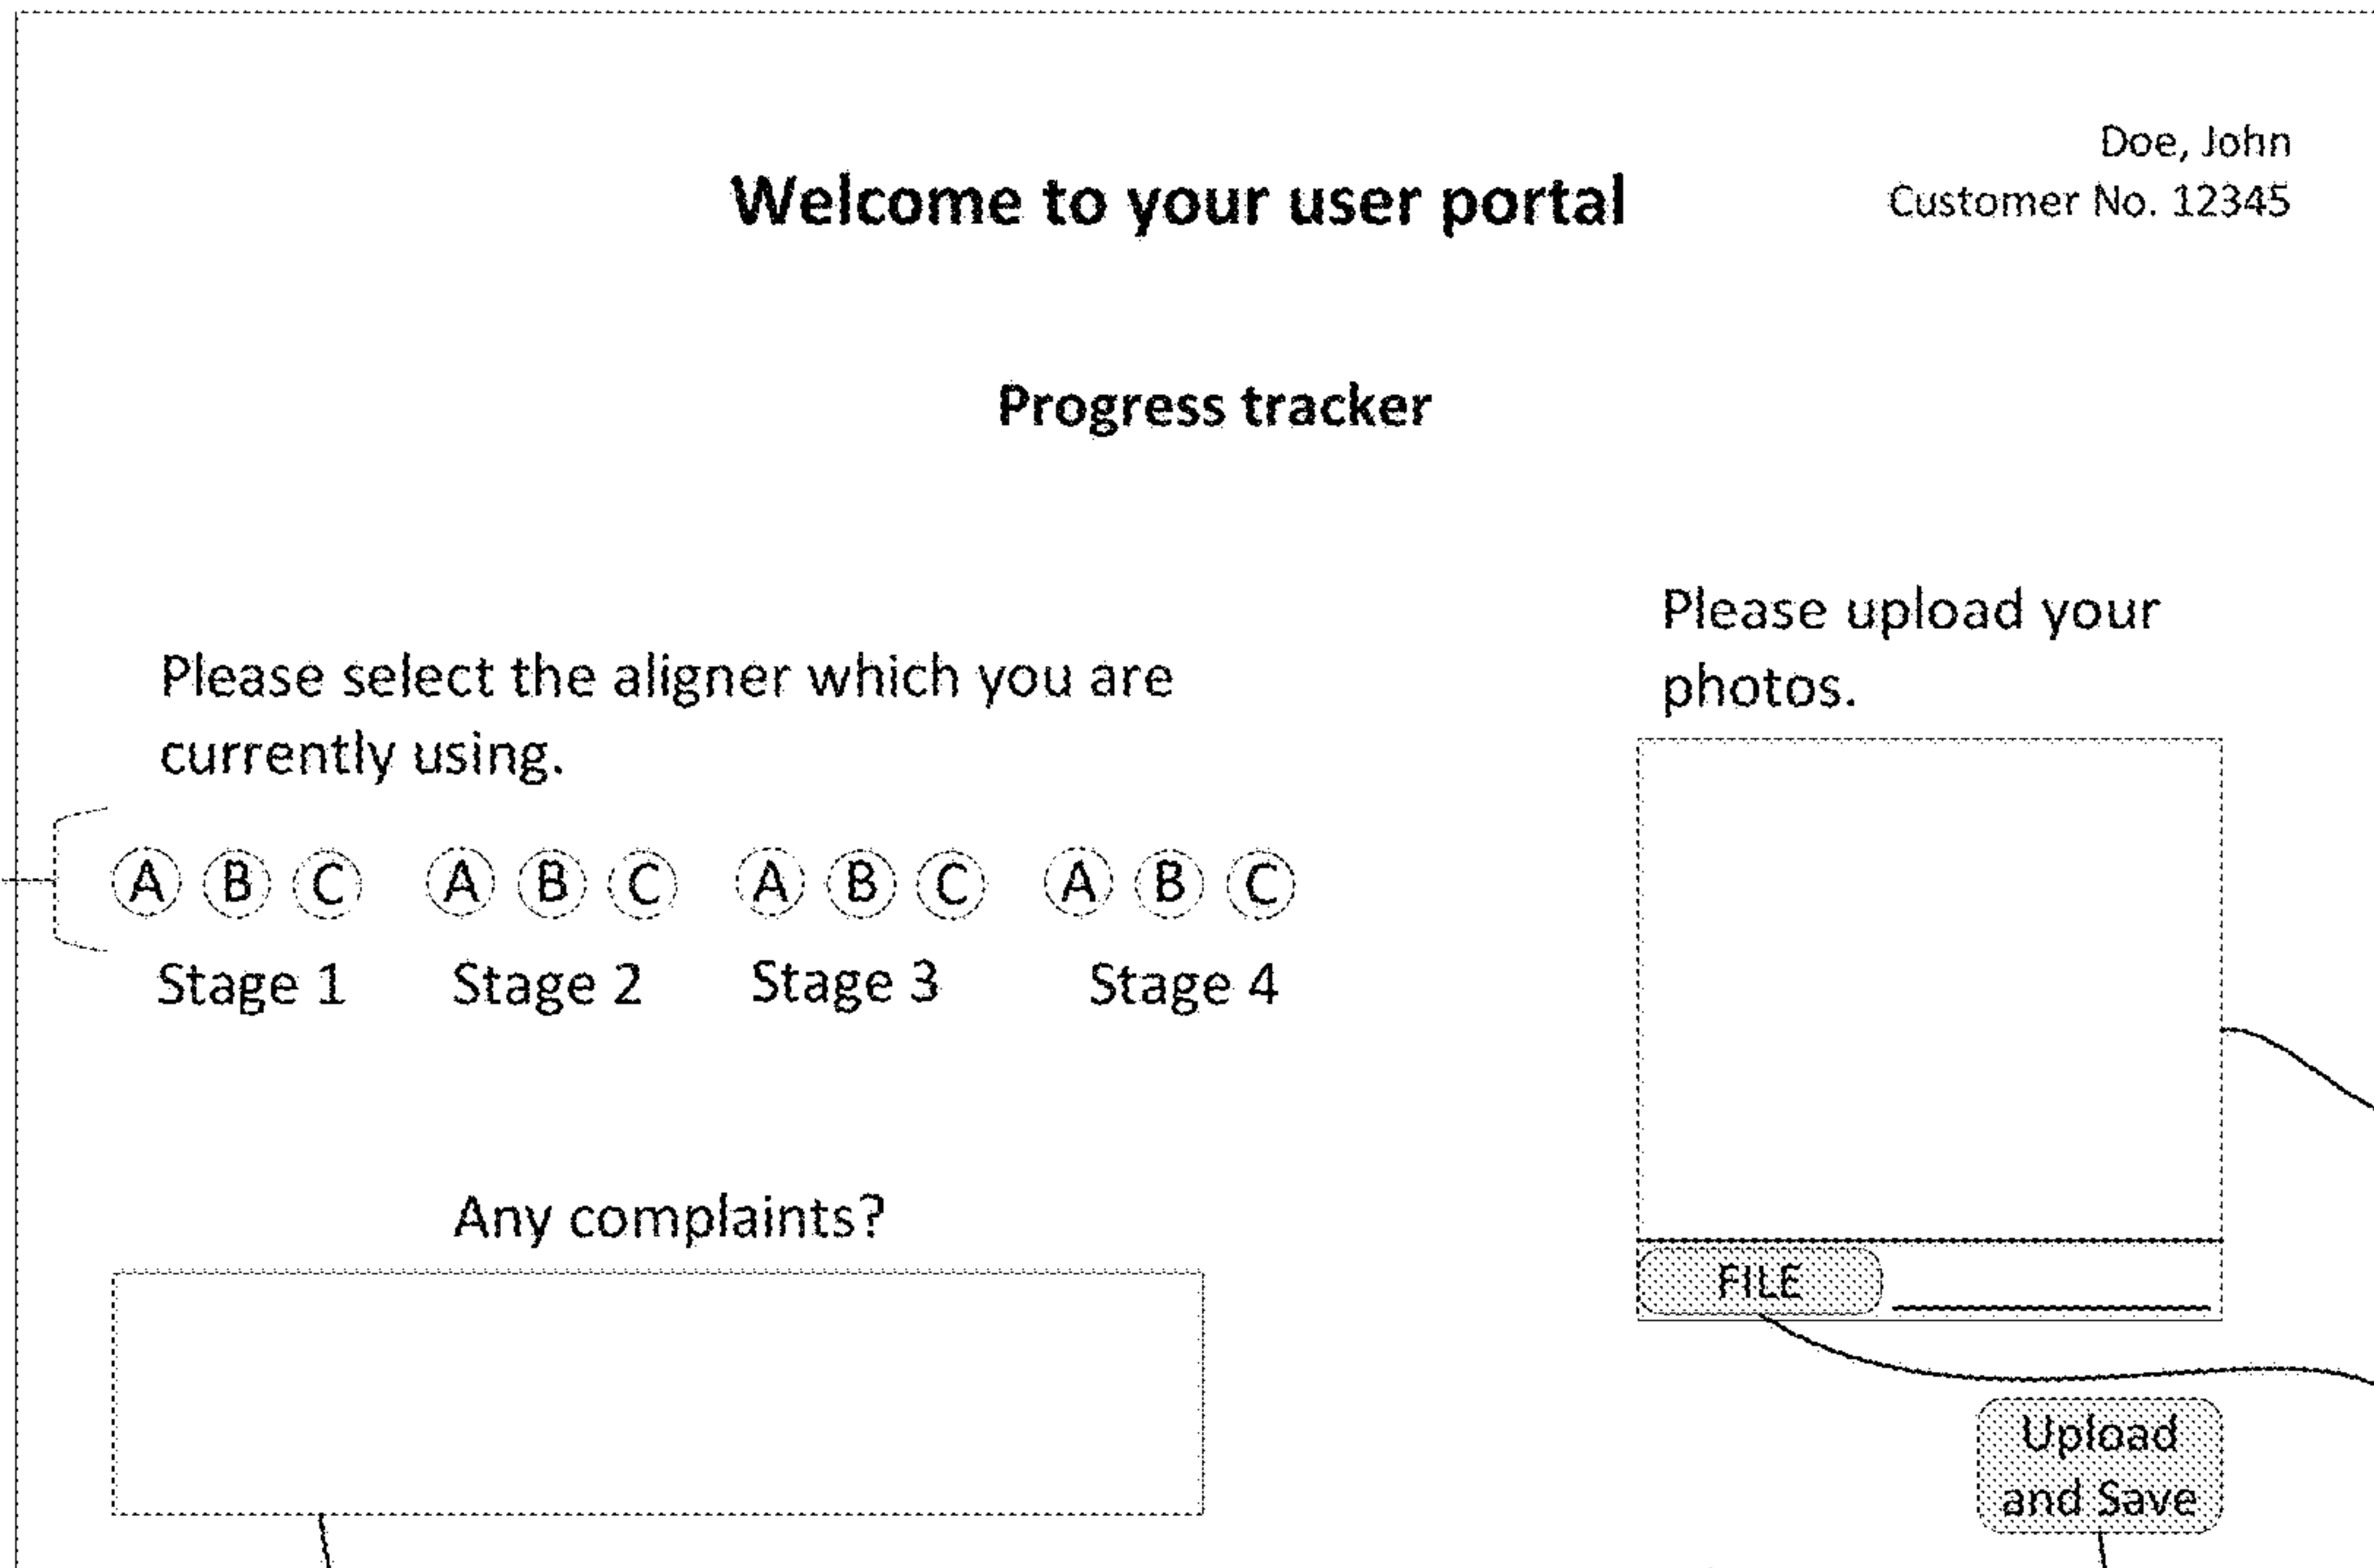 Doe, John
Welcome to your user portal
Customer No. 12345
Progress tracker
Please select the aligner which you are
currently using.
A B C A B C A B C A B C
Stage 1 Stage 2 Stage 3 Stage 4
Any complaints?
Please upload your
photos.
FILE
Upload
and Save